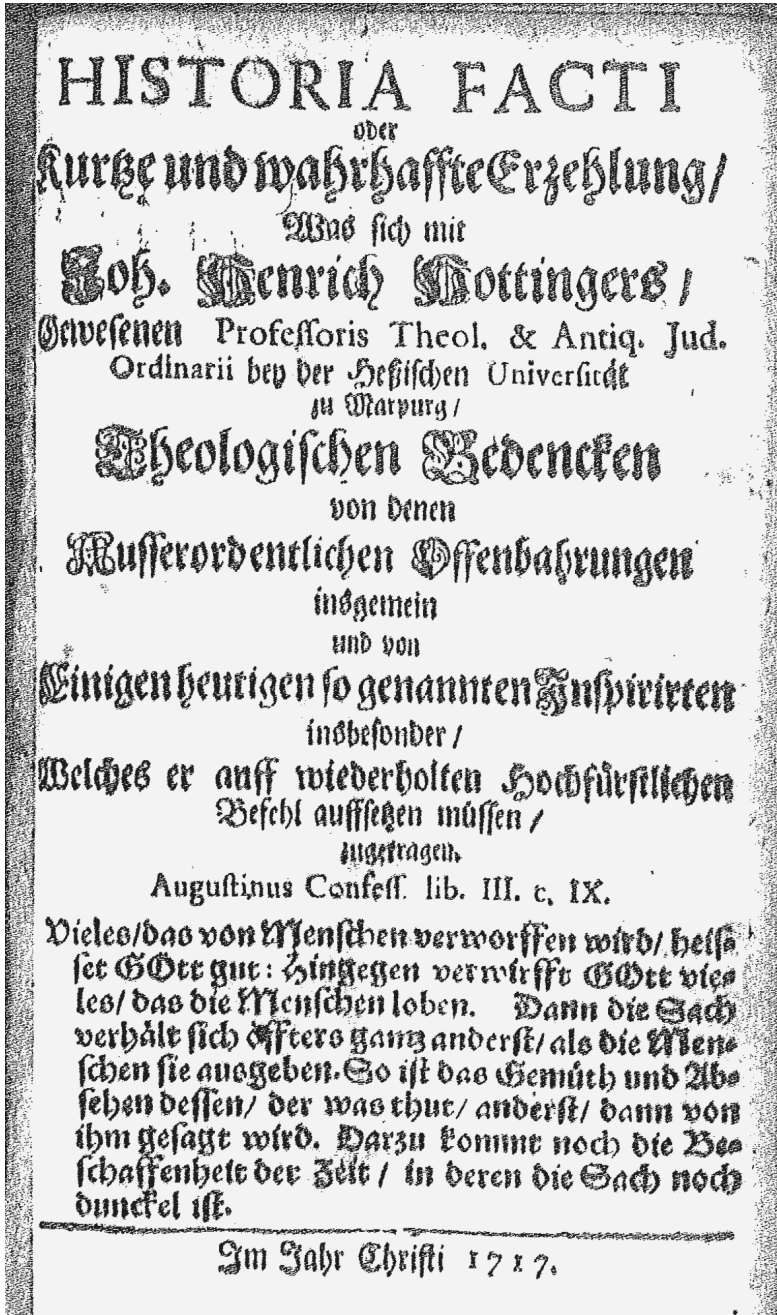 HISTORIA FACTI
oder
Kurtze und wahrhaffte Erzehlung/
Was sich mit
Joh. Henrich Hottingers/
Gewesenen Professoris Theol. & Antiq. Jud.
Ordinarii bey der Heßischen Universität
zu Marpurg/
Theologischen Bedencken
von denen
Ausserordentlichen Offenbahrungen
insgemein
und von
Einigen heutigen so genannten Inspirirten
insbesonder/
Welches er auff wiederholten Hochfürstlichen
Befehl auffsetzen müssen/
zugetragen.
Augustinus Confess. lib. III. c. IX.
Vieles/das von Menschen verworffen wird/ heis-
set GOtt gut: Hingegen verwirfft GOtt vie-
les/ das die Menschen loben. Dann die Sach
verhält sich öffters gantz anderst/ als die Men-
schen sie ausgeben. So ist das Gemüth und Ab-
sehen dessen/ der was thut/ anderst/ dann von
ihm gesagt wird. Darzu kommt noch die Be-
schaffenheit der Zeit/ in deren die Sach noch
dunckel ist.
Im Jahr Christi 1717.